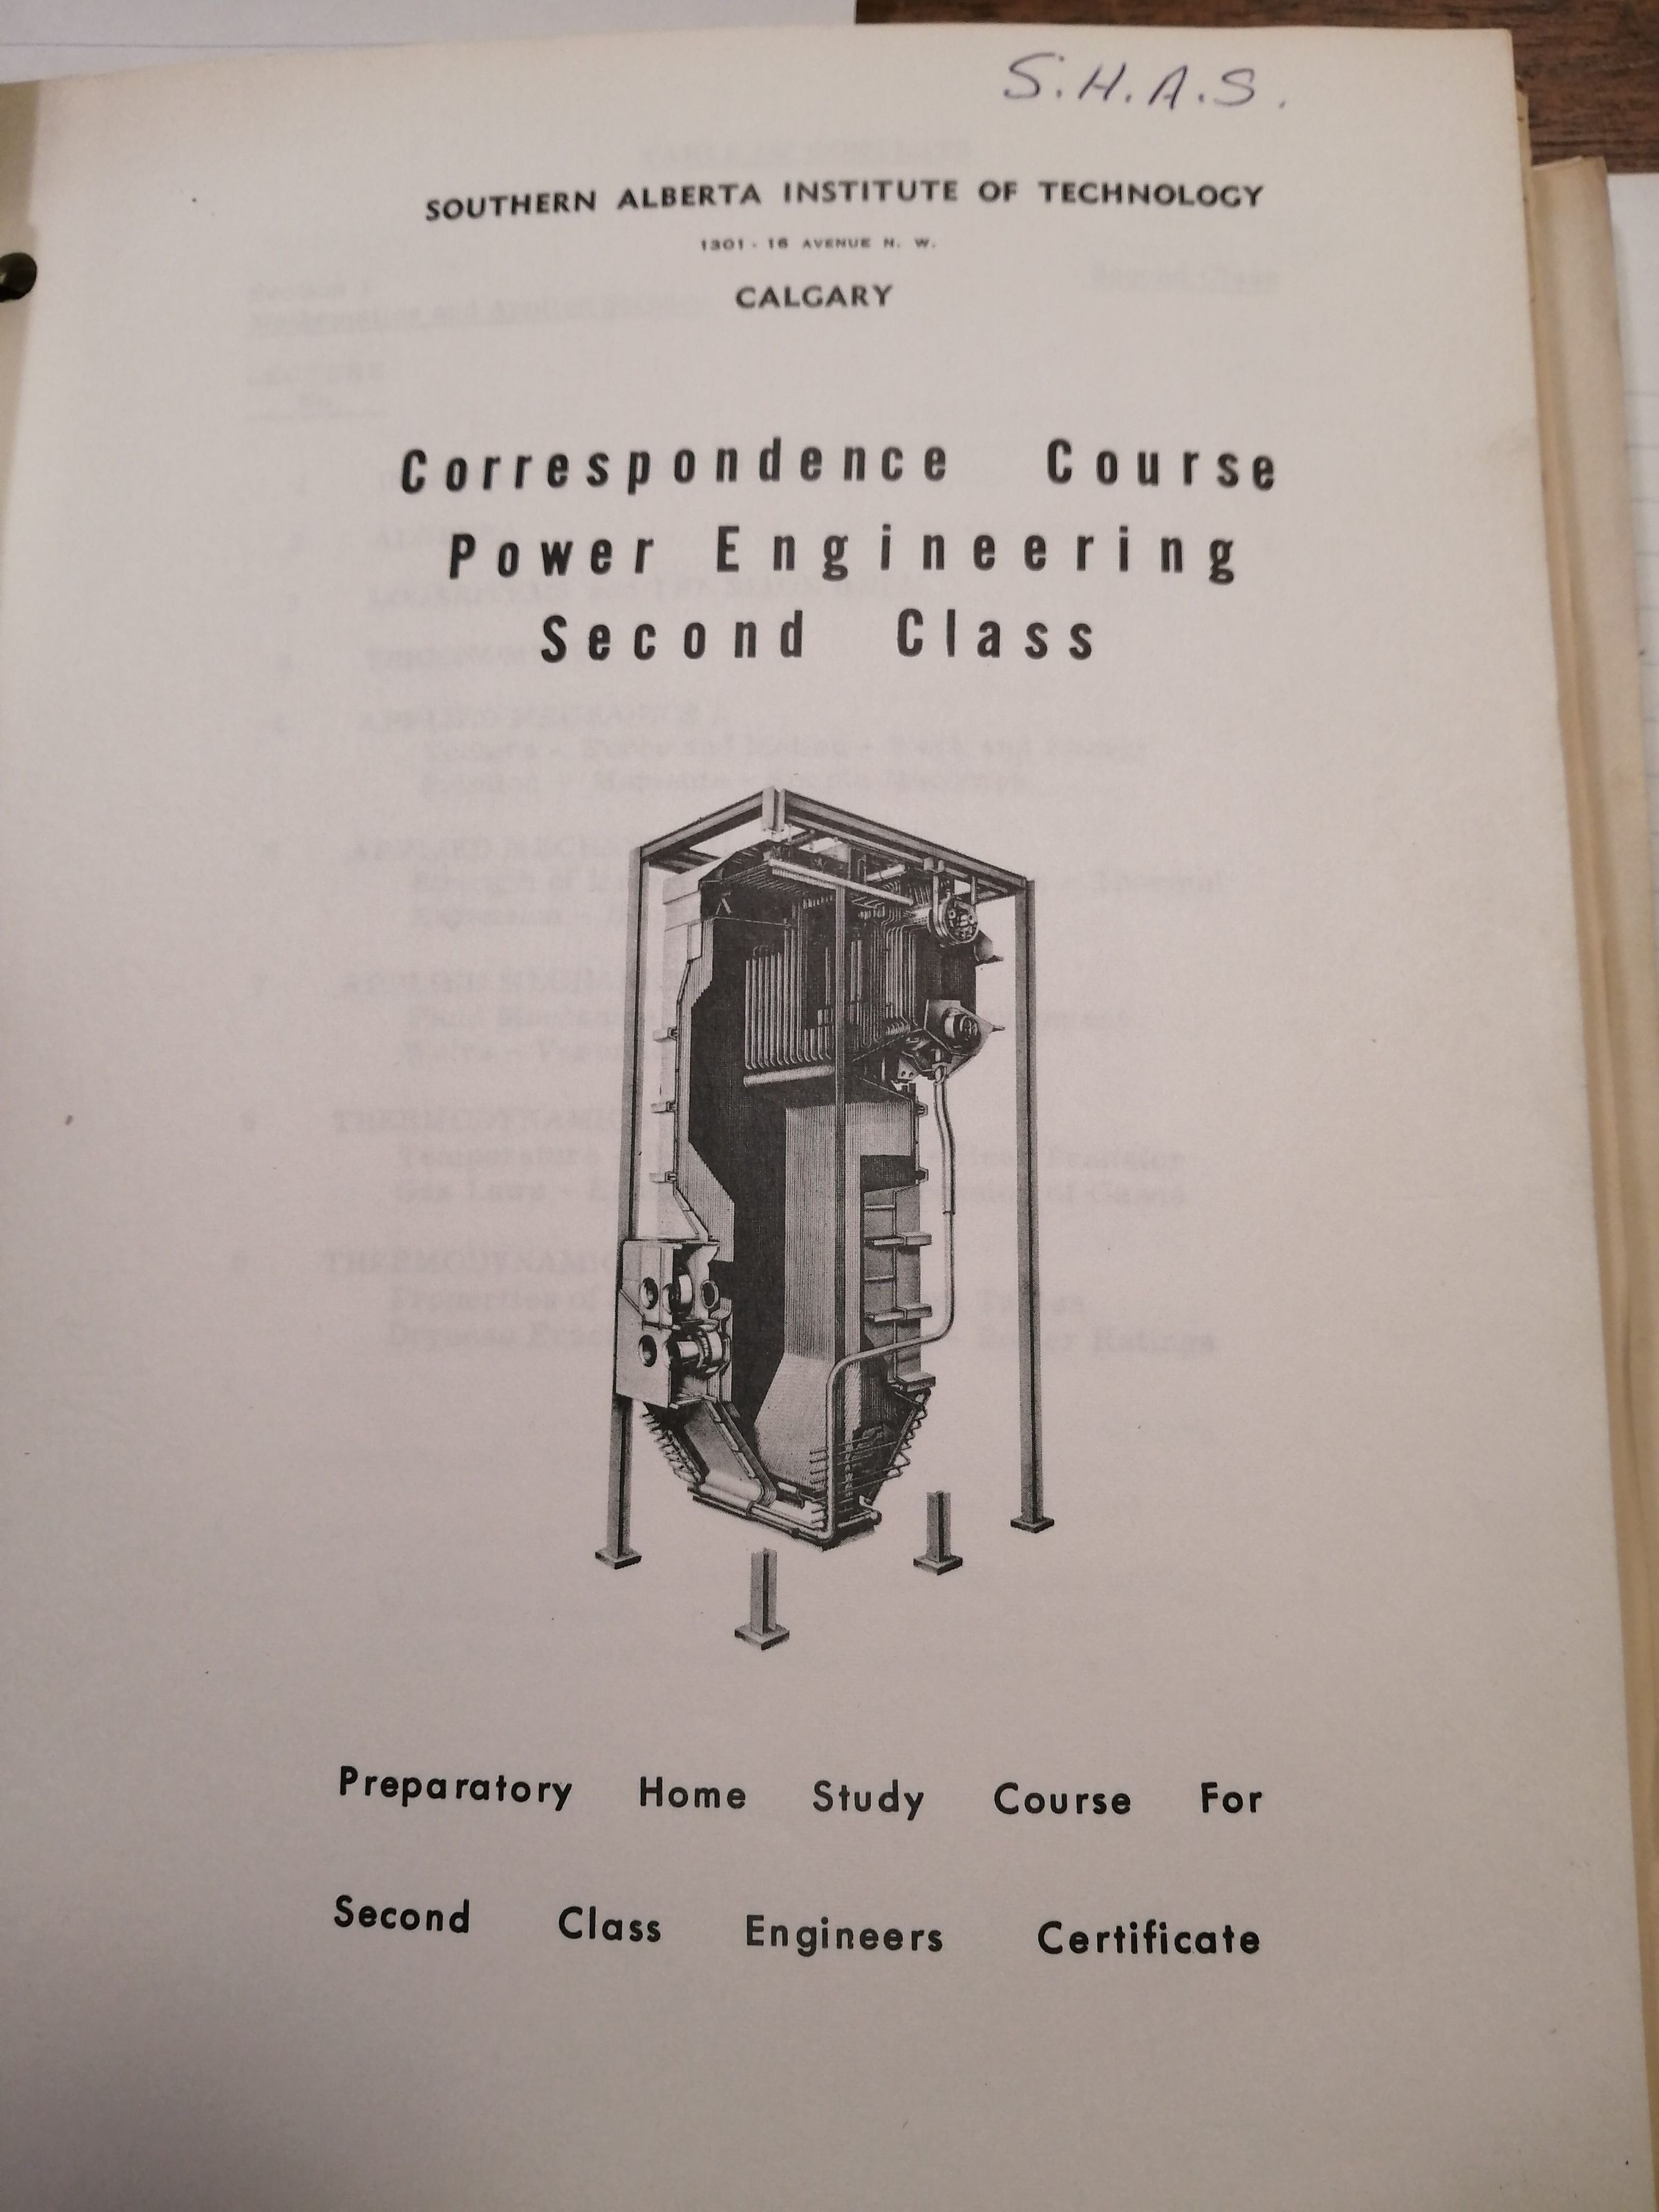 S.H.A.S.
SOUTHERN ALBERTA INSTITUTE OF TECHNOLOGY
1301 - 16 AVENUE N. W.
CALGARY
Correspondence Course
Power Engineering
Second Class
Preparatory Home Study Course For
Second Class Engineers Certificate